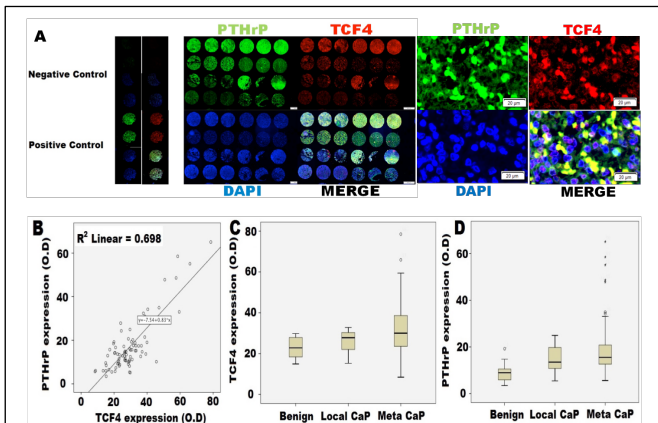 A
PTHrP TCF4 PTHrP TCF4
Negative Control
20 µm 20 µm
Positive Control
20 µm 20 µm
DAPI MERGE DAPI MERGE
B
R² Linear = 0.698
PTHrP expression (O.D)
60
40
20
0
0 20 40 60 80
TCF4 expression (O.D)
C
TCF4 expression (O.D)
80
60
40
20
0
Benign Local CaP Meta CaP
D
PTHrP expression (O.D)
60
40
20
0
Benign Local CaP Meta CaP